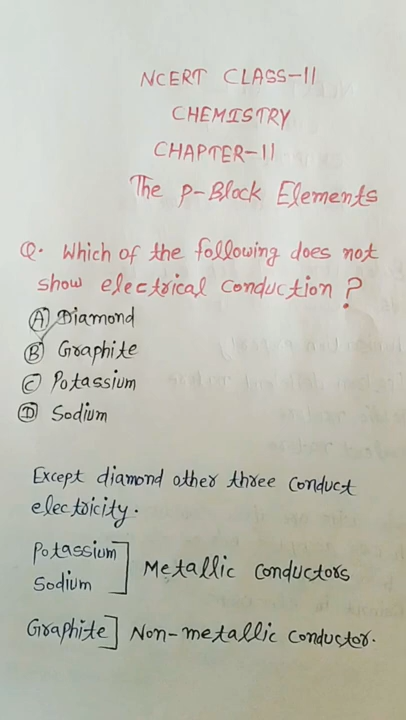 NCERT CLASS-11
CHEMISTRY
CHAPTER-11
The p-Block Elements
Q. Which of the following does not
show electrical conduction?
(A) Diamond
(B) Graphite
(C) Potassium
(D) Sodium
Except diamond other three conduct
electricity.
Potassium
Sodium ] Metallic conductors
Graphite] Non-metallic conductor.